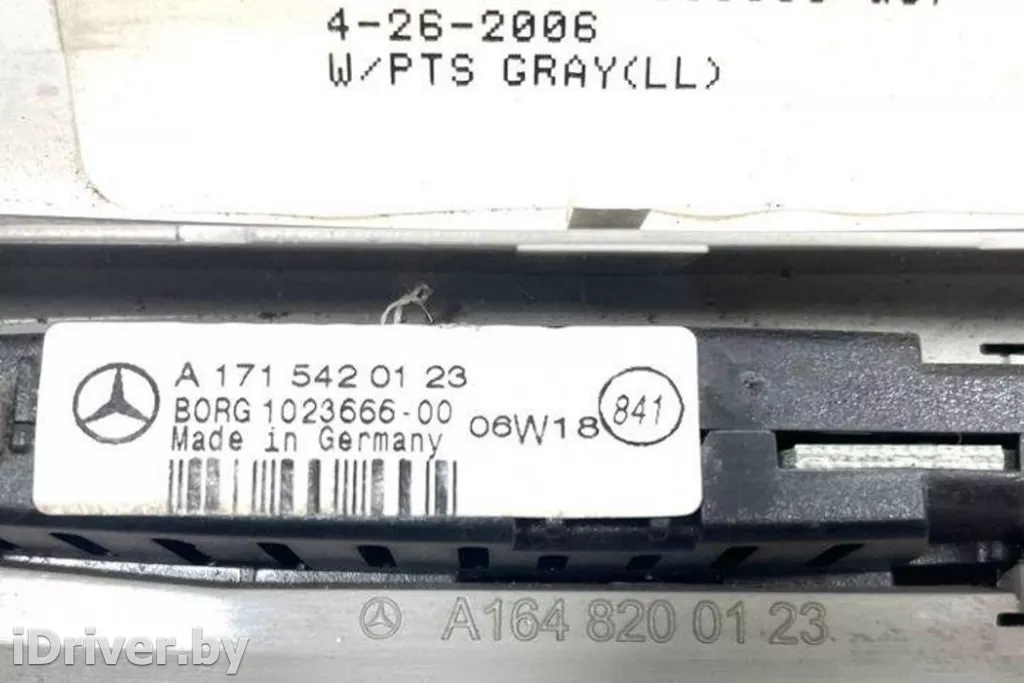 4-26-2006
W/PTS GRAY(LL)
A 171 542 01 23
BORG 1023666-00
Made in Germany
06W18
841
A164 820 01 23
iDriver.by